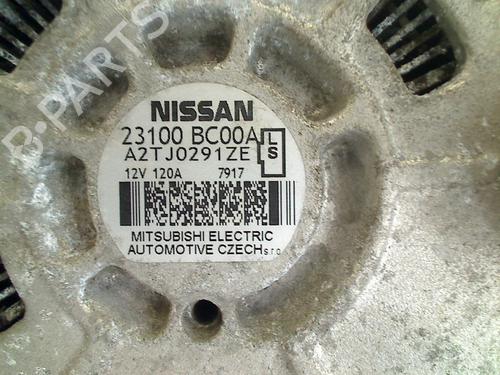 B-PARTS
NISSAN
23100 BC00A
A2TJ0291ZE
L
S
12V 120A 7917
MITSUBISHI ELECTRIC
AUTOMOTIVE CZECH s.r.o